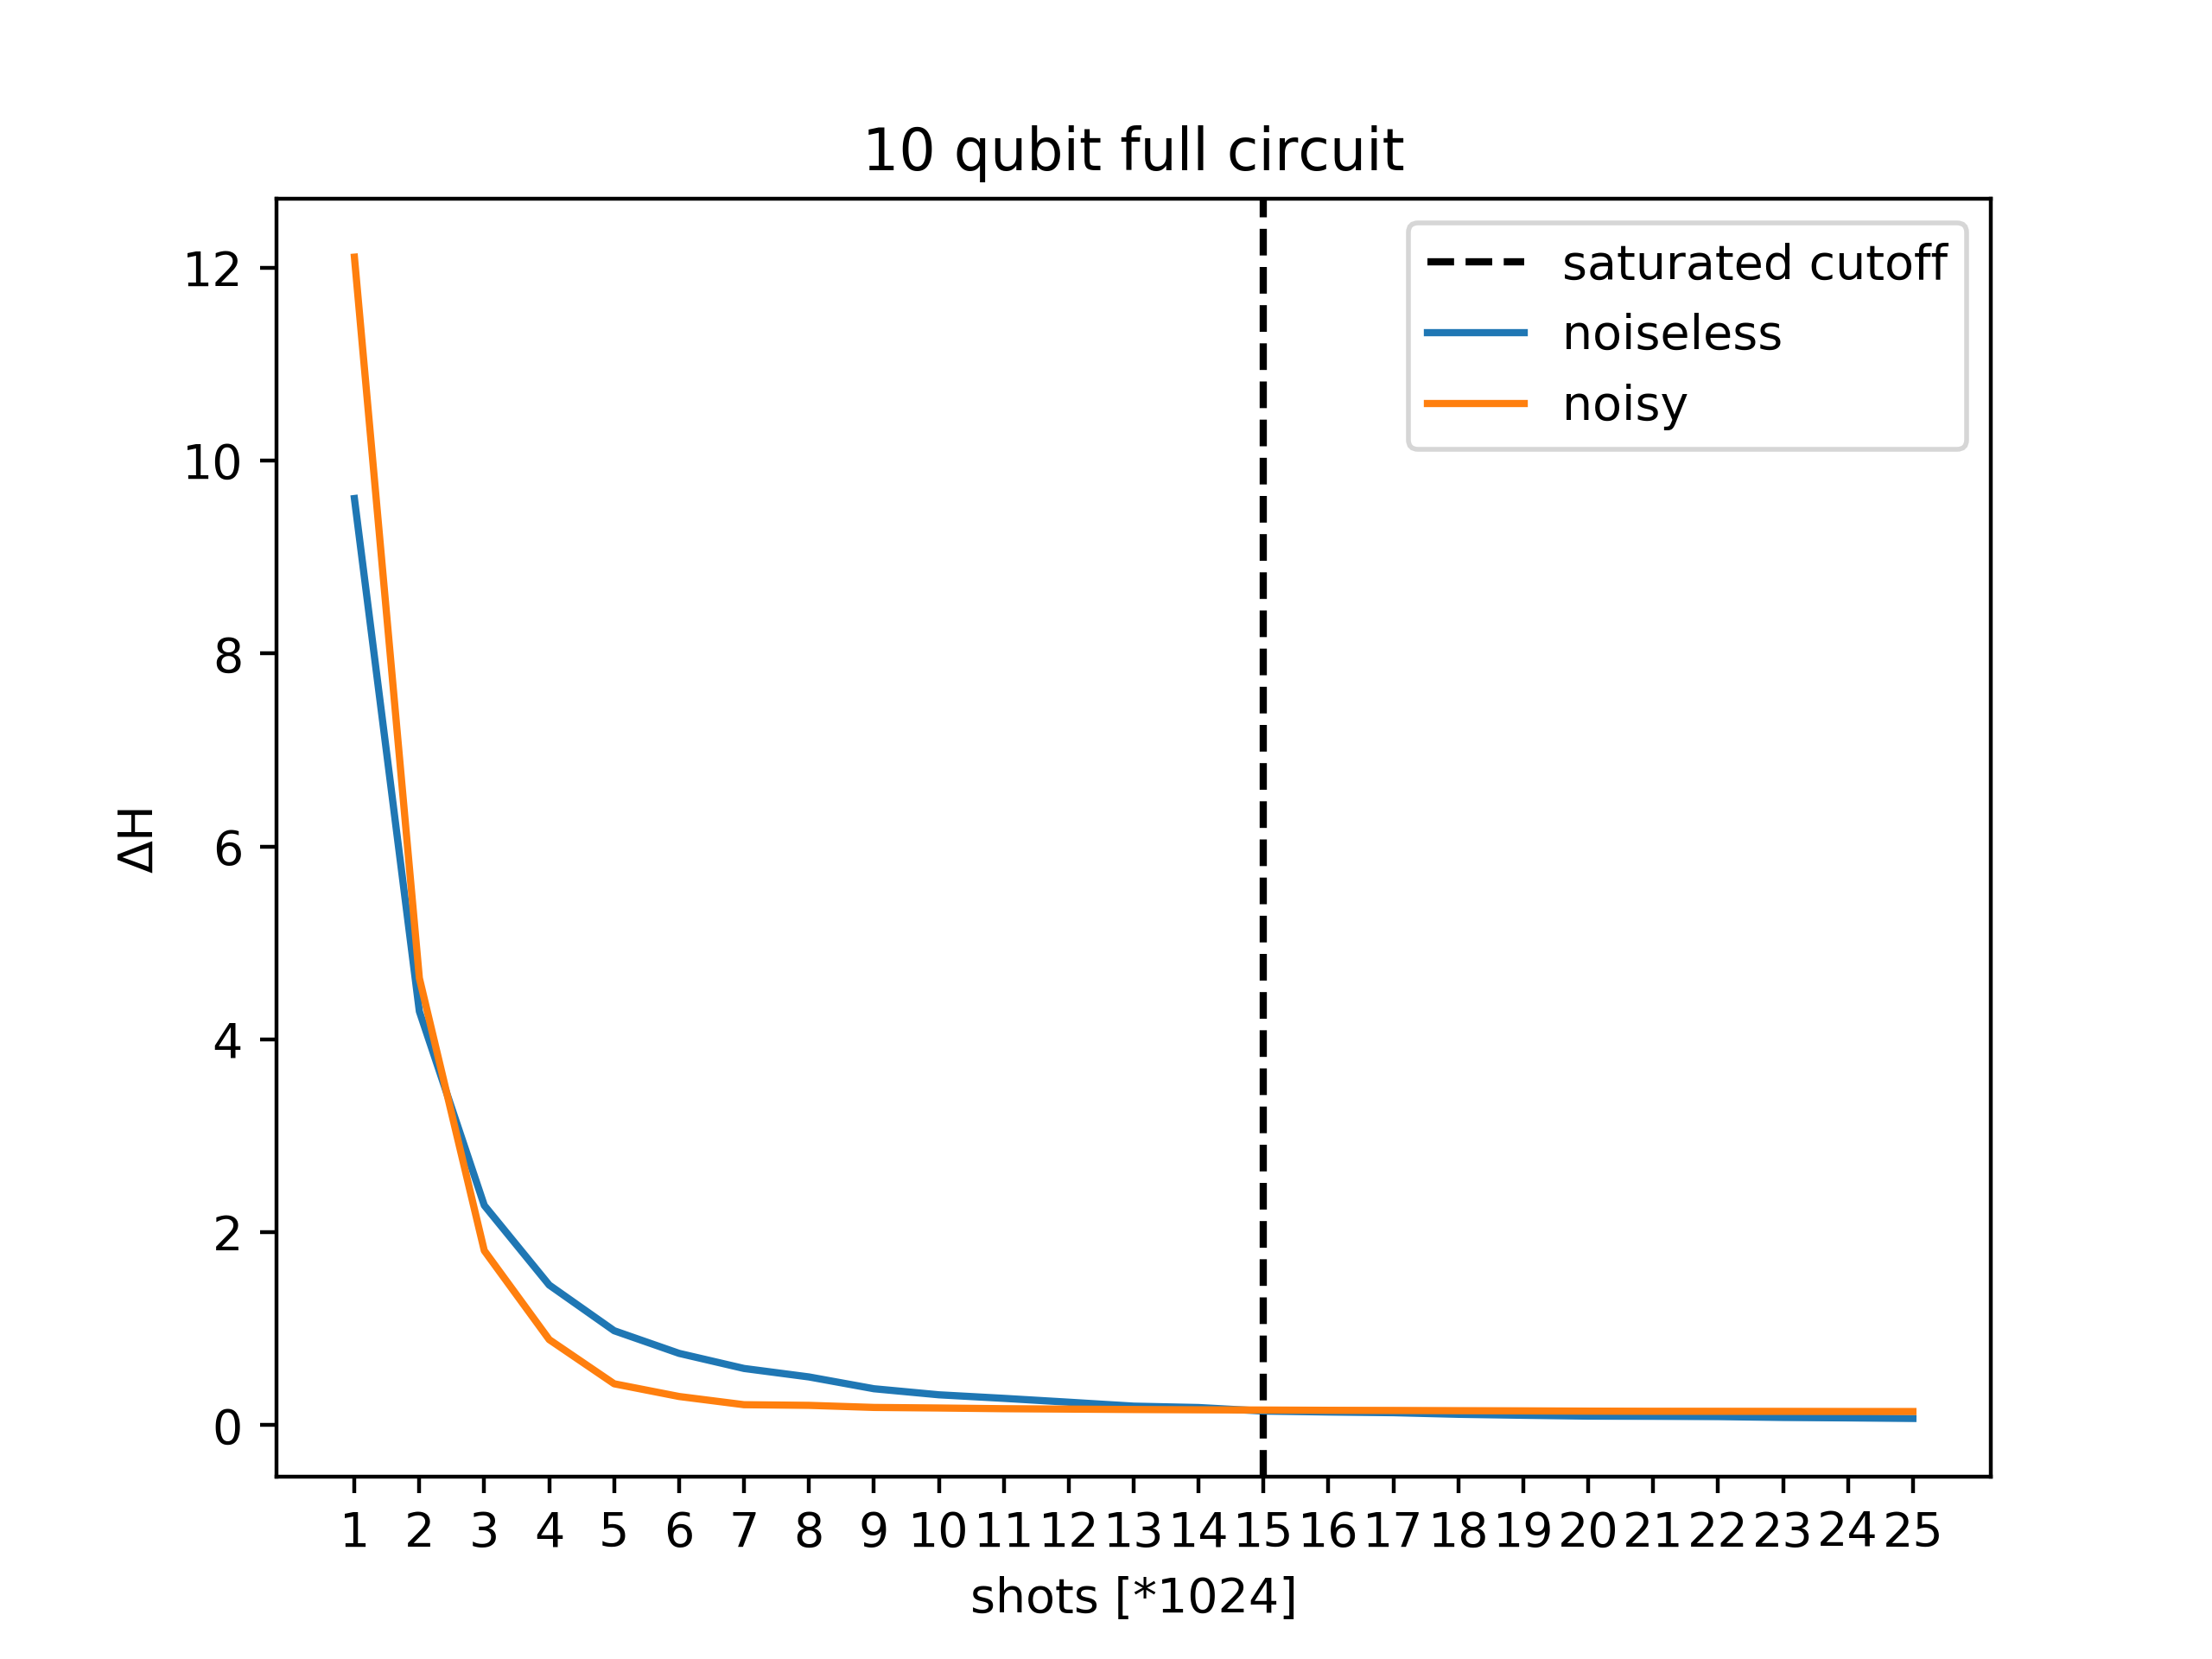 10 qubit full circuit
saturated cutoff
noiseless
noisy
12
10
8
6
4
2
0
ΔH
1 2 3 4 5 6 7 8 9 10 11 12 13 14 15 16 17 18 19 20 21 22 23 24 25
shots [*1024]